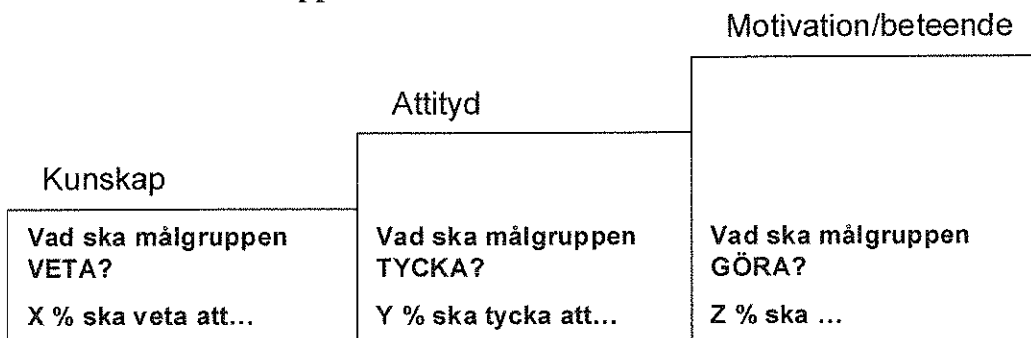 Motivation/beteende
Attityd
Kunskap
Vad ska målgruppen
VETA?
X % ska veta att...
Vad ska målgruppen
TYCKA?
Y % ska tycka att...
Vad ska målgruppen
GÖRA?
Z % ska ...